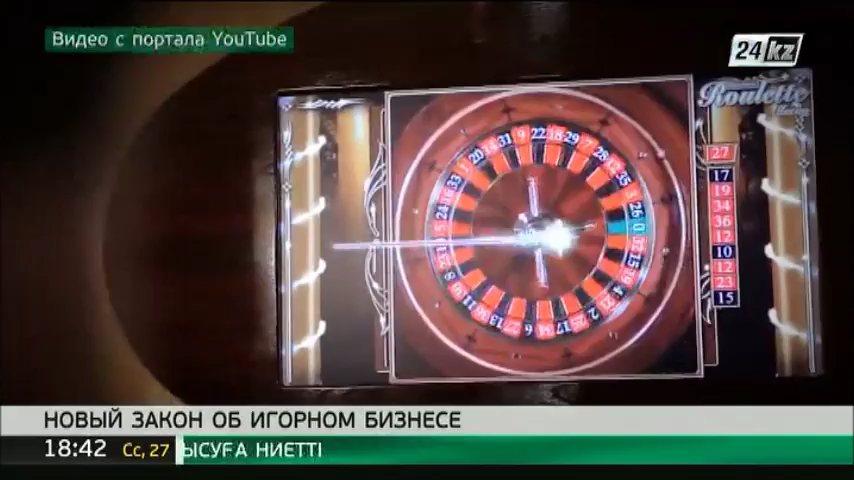 Видео с портала YouTube
24kz
Roulette
27
17
19
34
36
12
10
12
23
15
НОВЫЙ ЗАКОН ОБ ИГОРНОМ БИЗНЕСЕ
18:42 Сс, 27 ЫСУҒА НИЕТТІ